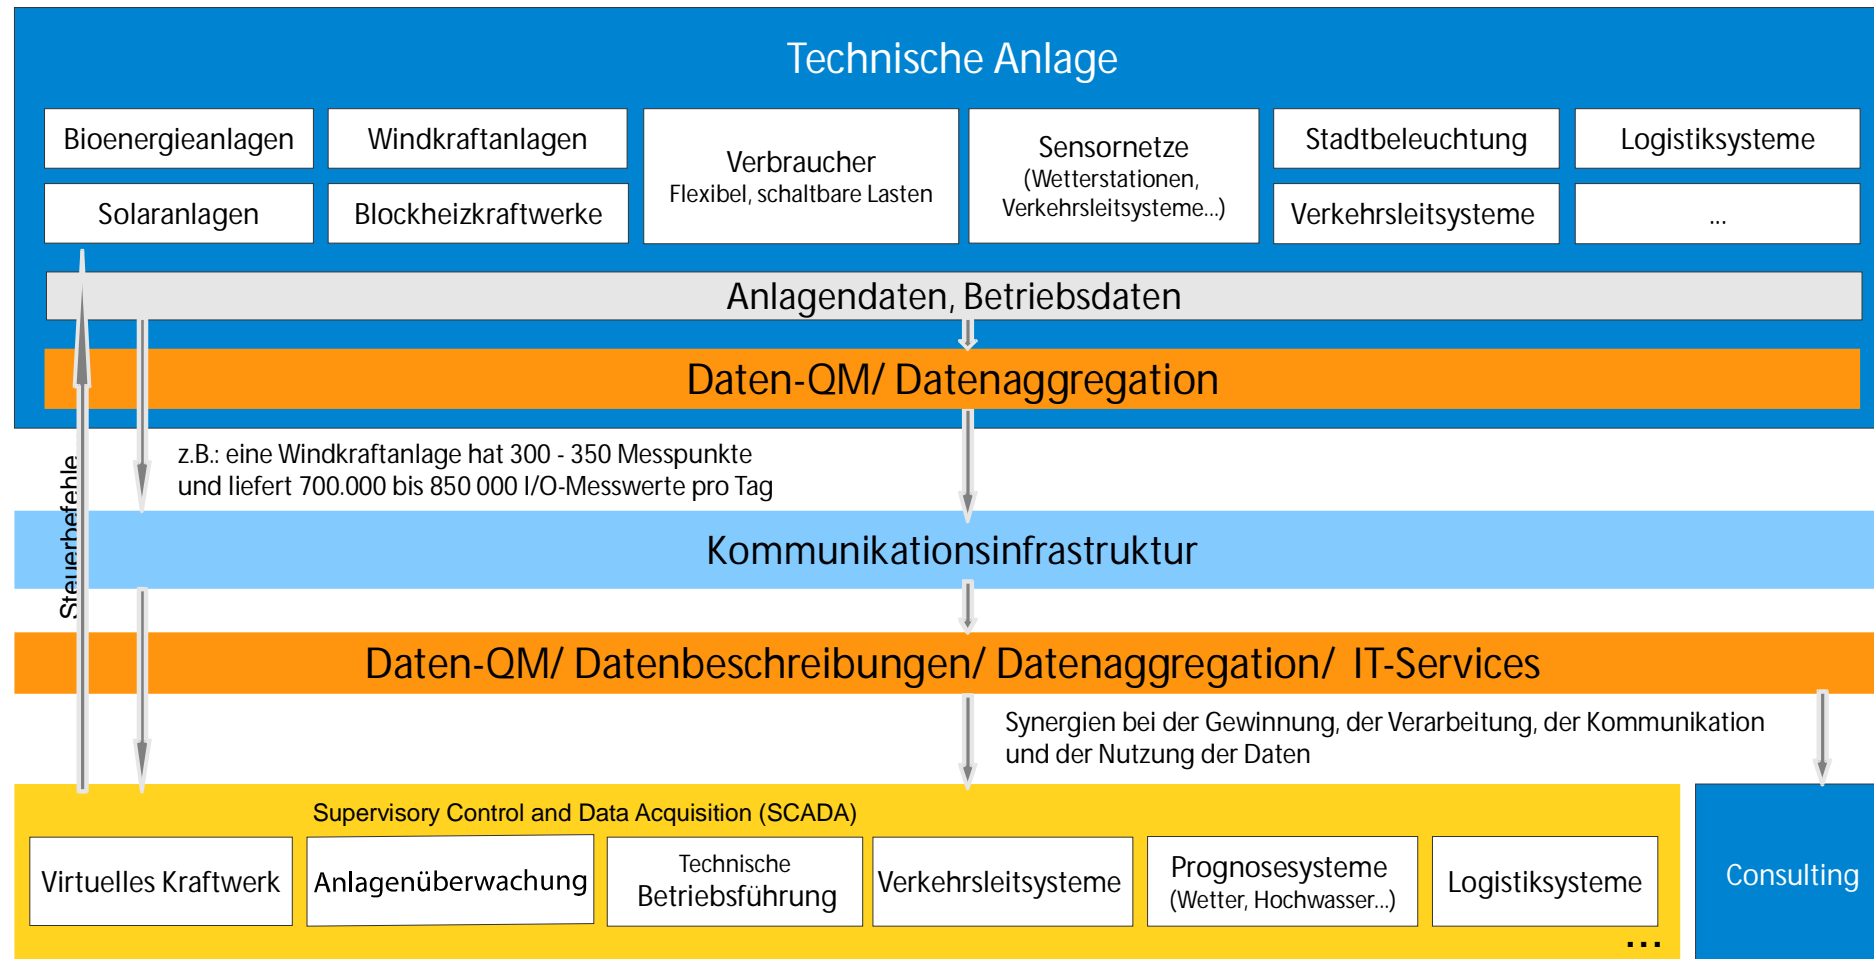 Technische Anlage
Bioenergieanlagen
Windkraftanlagen
Verbraucher
Flexibel, schaltbare Lasten
Sensornetze
(Wetterstationen,
Verkehrsleitsysteme...)
Stadtbeleuchtung
Logistiksysteme
Solaranlagen
Blockheizkraftwerke
Verkehrsleitsysteme
...
Anlagendaten, Betriebsdaten
Daten-QM/ Datenaggregation
z.B.: eine Windkraftanlage hat 300 - 350 Messpunkte
und liefert 700.000 bis 850 000 I/O-Messwerte pro Tag
Steuerbefehle
Kommunikationsinfrastruktur
Daten-QM/ Datenbeschreibungen/ Datenaggregation/ IT-Services
Synergien bei der Gewinnung, der Verarbeitung, der Kommunikation
und der Nutzung der Daten
Supervisory Control and Data Acquisition (SCADA)
Virtuelles Kraftwerk
Anlagenüberwachung
Technische
Betriebsführung
Verkehrsleitsysteme
Prognosesysteme
(Wetter, Hochwasser...)
Logistiksysteme
...
Consulting